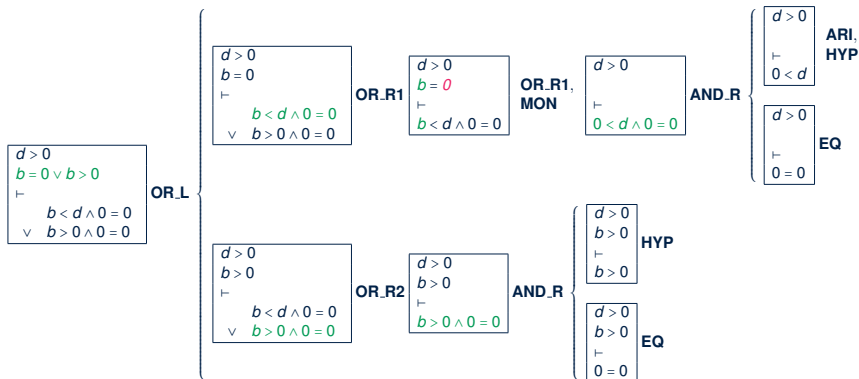 d > 0
b = 0 ∨ b > 0
⊢
b < d ∧ 0 = 0
∨ b > 0 ∧ 0 = 0
OR_L
d > 0
b = 0
⊢
b < d ∧ 0 = 0
∨ b > 0 ∧ 0 = 0
OR_R1
d > 0
b = 0
⊢
b < d ∧ 0 = 0
OR_R1,
MON
d > 0
⊢
0 < d ∧ 0 = 0
AND_R
d > 0
⊢
0 < d
ARI,
HYP
d > 0
⊢
0 = 0
EQ
d > 0
b > 0
⊢
b < d ∧ 0 = 0
∨ b > 0 ∧ 0 = 0
OR_R2
d > 0
b > 0
⊢
b > 0 ∧ 0 = 0
AND_R
d > 0
b > 0
⊢
b > 0
HYP
d > 0
b > 0
⊢
0 = 0
EQ